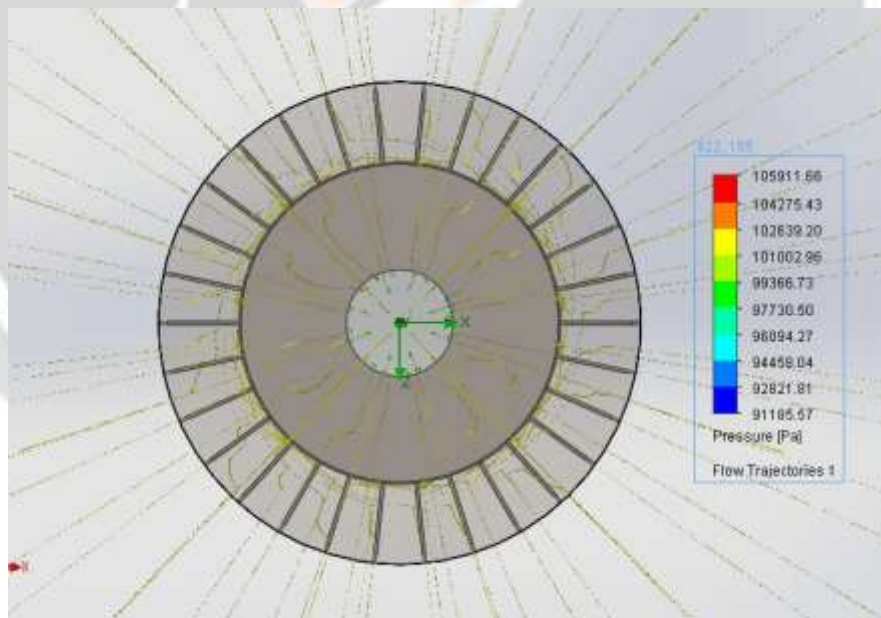 105911.66
104275.43
102639.20
101002.96
99366.73
97730.50
96094.27
94458.04
92821.81
91185.57
Pressure [Pa]
Flow Trajectories 1
X
X